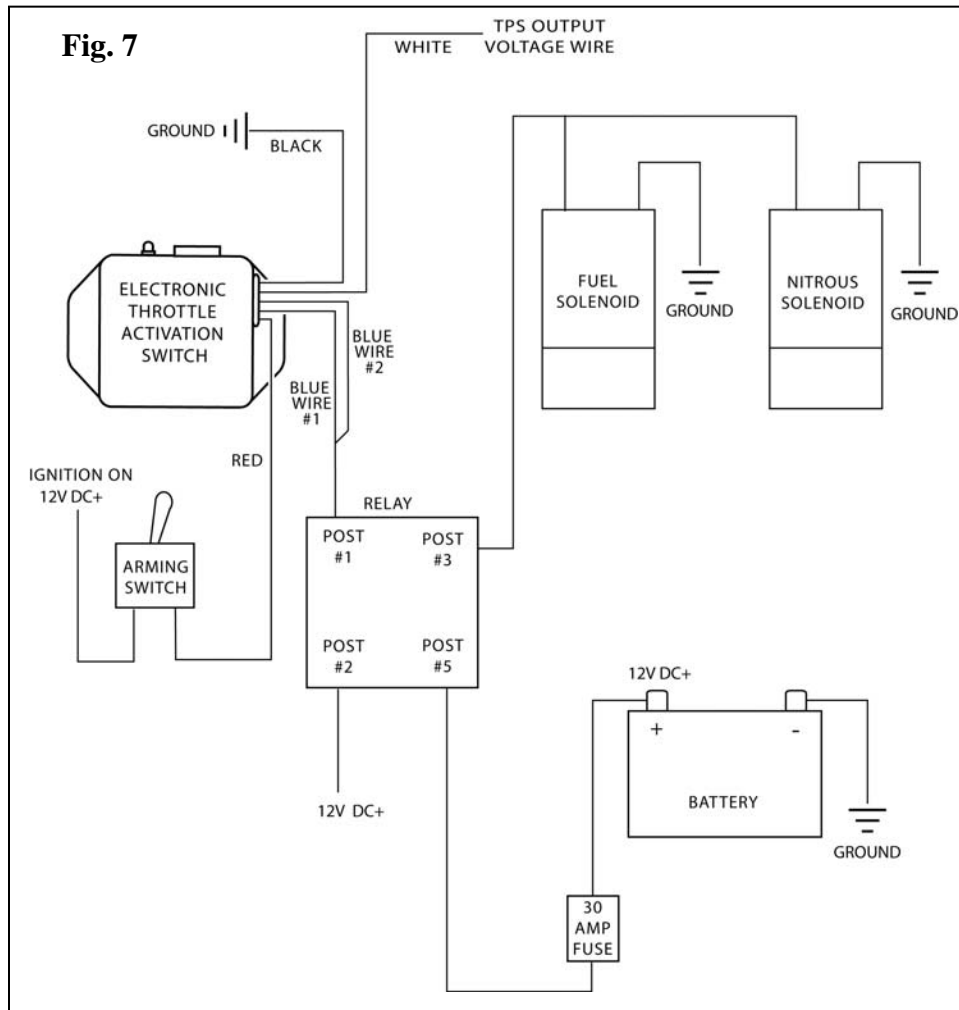 Fig. 7
TPS OUTPUT
VOLTAGE WIRE
WHITE
GROUND
BLACK
ELECTRONIC
THROTTLE
ACTIVATION
SWITCH
FUEL
SOLENOID
GROUND
NITROUS
SOLENOID
GROUND
BLUE
WIRE
#2
BLUE
WIRE
#1
RED
IGNITION ON
12V DC+
ARMING
SWITCH
RELAY
POST
#1
POST
#3
POST
#2
POST
#5
12V DC+
12V DC+
+
-
BATTERY
GROUND
30
AMP
FUSE